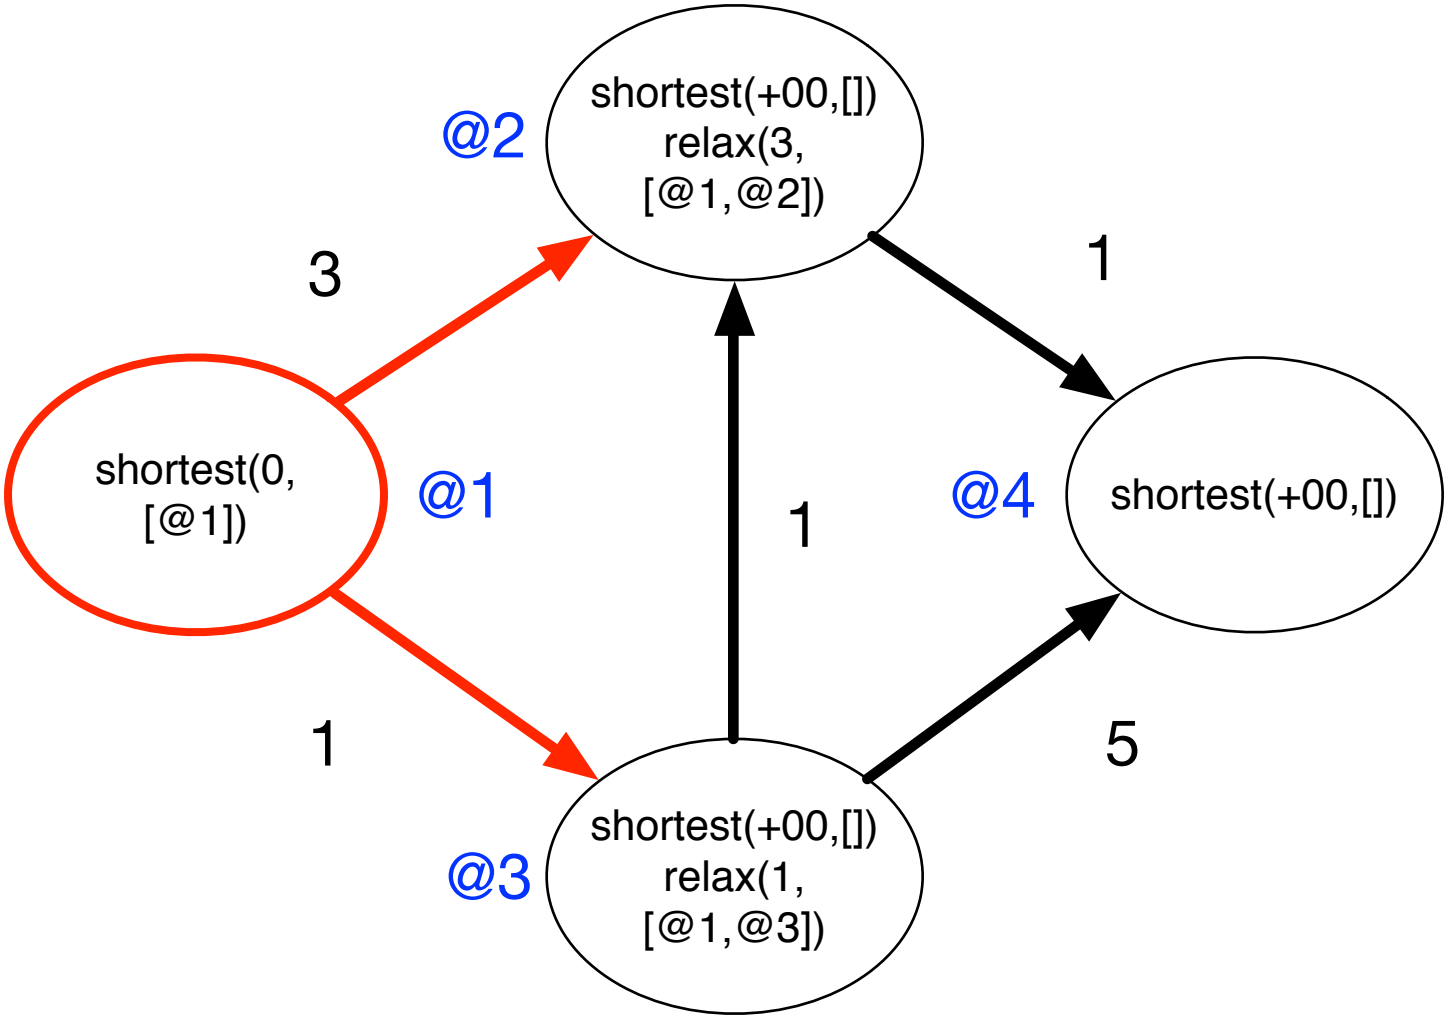 shortest(+00,[])
relax(3,
[@1,@2])
@2
3
1
shortest(0,
[@1])
@1
1
@4
shortest(+00,[])
1
5
shortest(+00,[])
relax(1,
[@1,@3])
@3